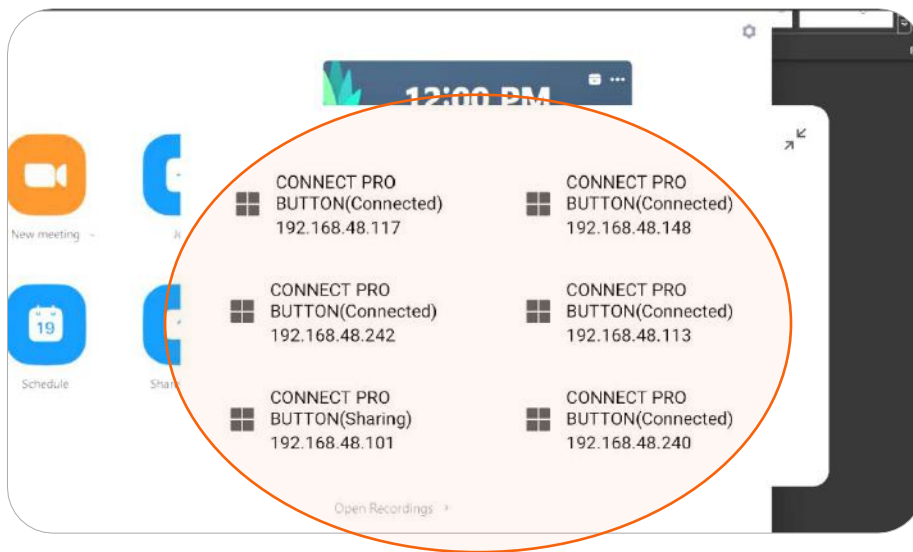 12:00 PM
CONNECT PRO
BUTTON(Connected)
192.168.48.117
CONNECT PRO
BUTTON(Connected)
192.168.48.148
New meeting
CONNECT PRO
BUTTON(Connected)
192.168.48.242
CONNECT PRO
BUTTON(Connected)
192.168.48.113
19
Schedule
CONNECT PRO
BUTTON(Sharing)
192.168.48.101
CONNECT PRO
BUTTON(Connected)
192.168.48.240
Open Recordings